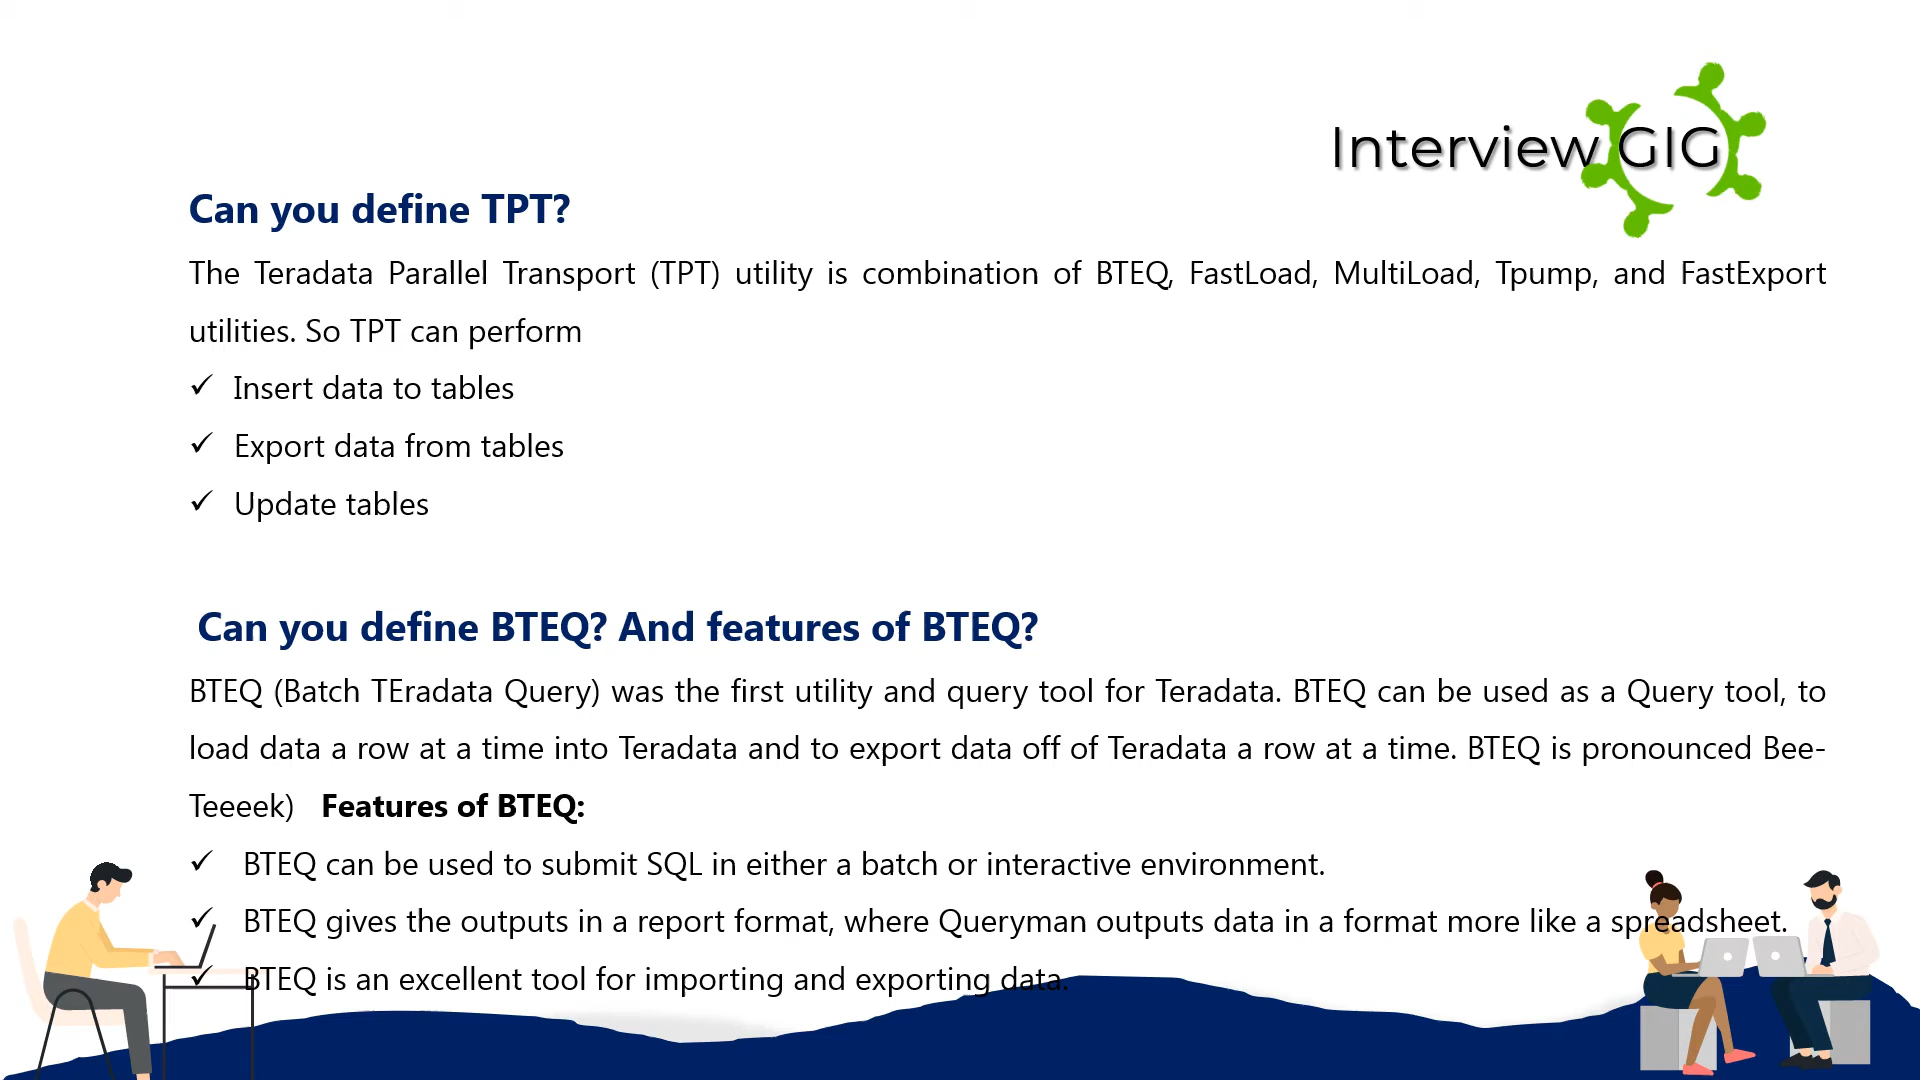 Interview GIG
Can you define TPT?
The Teradata Parallel Transport (TPT) utility is combination of BTEQ, FastLoad, MultiLoad, Tpump, and FastExport
utilities. So TPT can perform
✓ Insert data to tables
✓ Export data from tables
✓ Update tables
Can you define BTEQ? And features of BTEQ?
BTEQ (Batch TEradata Query) was the first utility and query tool for Teradata. BTEQ can be used as a Query tool, to
load data a row at a time into Teradata and to export data off of Teradata a row at a time. BTEQ is pronounced Bee-
Teeeek) Features of BTEQ:
✓ BTEQ can be used to submit SQL in either a batch or interactive environment.
✓ BTEQ gives the outputs in a report format, where Queryman outputs data in a format more like a spreadsheet.
✓ BTEQ is an excellent tool for importing and exporting data.